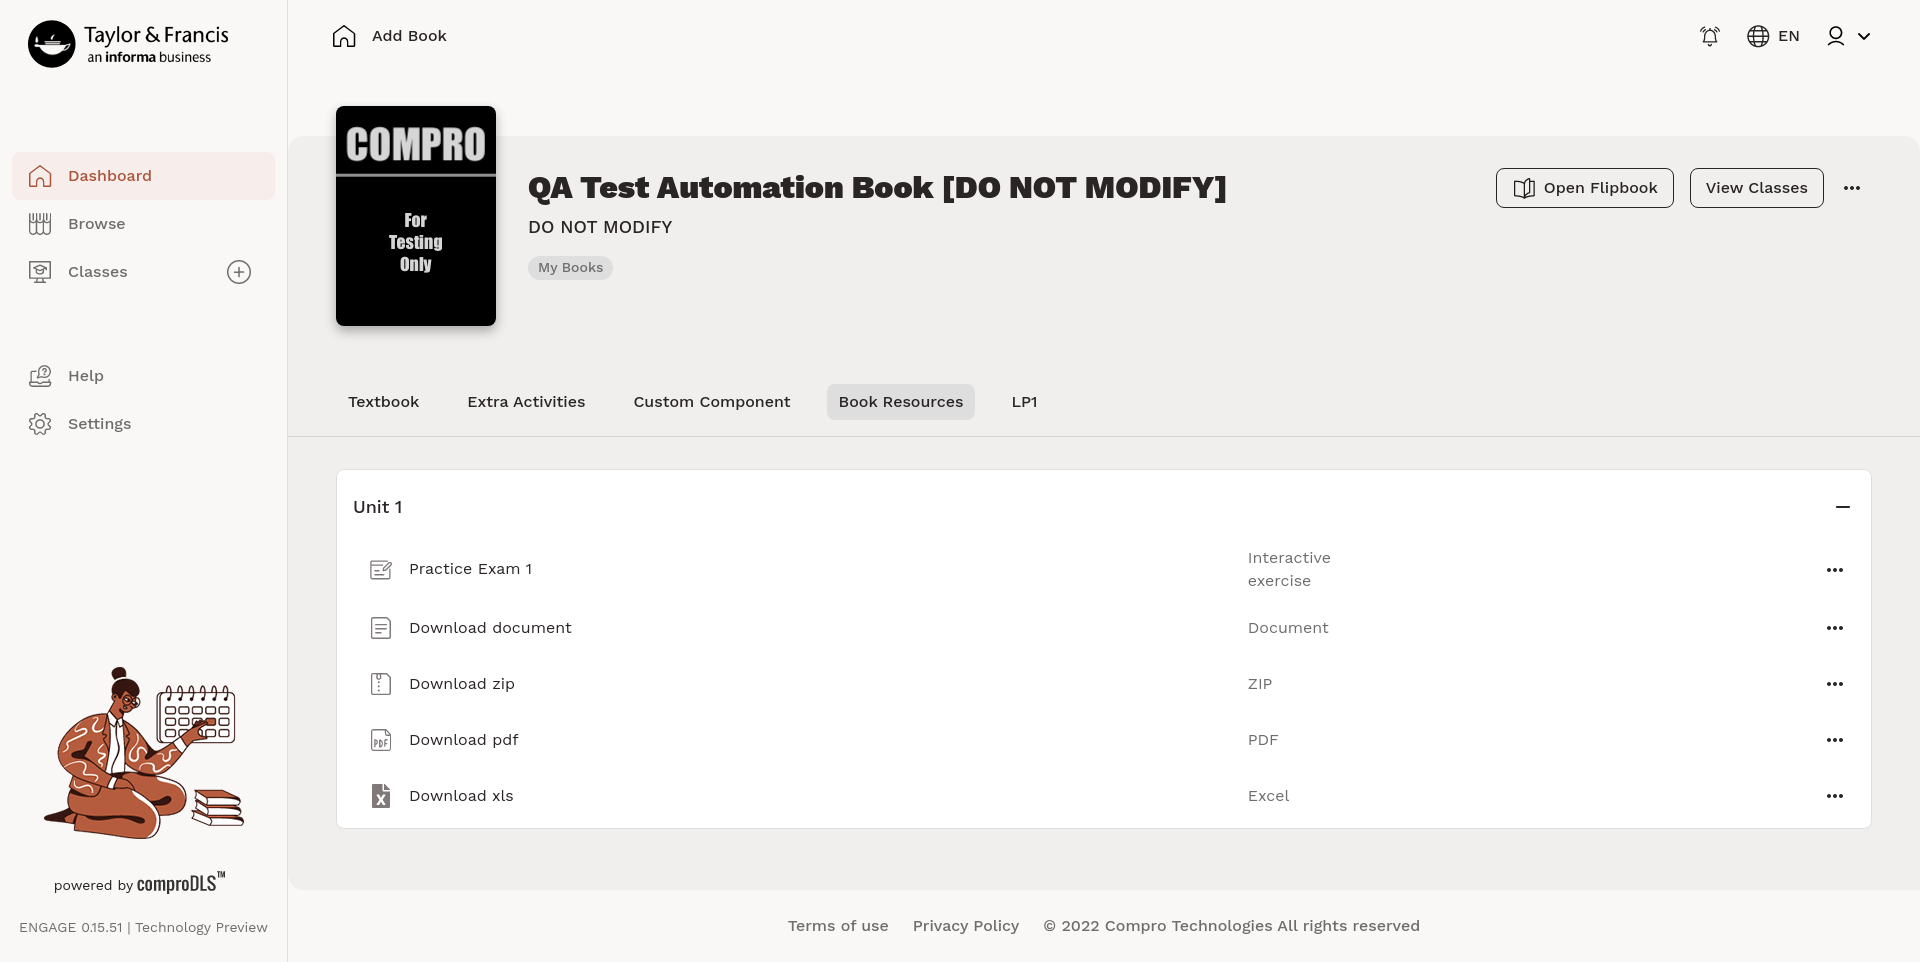 Taylor & Francis
an informa business
Add Book
EN
Dashboard
Browse
Classes
Help
Settings
COMPRO
For
Testing
Only
QA Test Automation Book [DO NOT MODIFY]
DO NOT MODIFY
My Books
Open Flipbook
View Classes
Textbook
Extra Activities
Custom Component
Book Resources
LP1
Unit 1
Practice Exam 1
Interactive
exercise
Download document
Document
Download zip
ZIP
Download pdf
PDF
PDF
Download xls
X
Excel
powered by comproDLS™
ENGAGE 0.15.51 | Technology Preview
Terms of use
Privacy Policy
© 2022 Compro Technologies All rights reserved